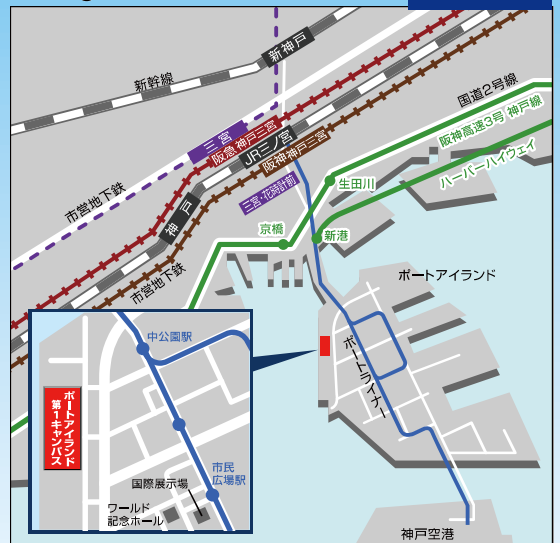 新神戸
新幹線
国道2号線
阪神高速3号 神戸線
ハーバーハイウェイ
三宮
阪急 神戸三宮
JR三ノ宮
阪神 神戸三宮
三宮・花時計前
生田川
市営地下鉄
神戸
京橋
新港
市営地下鉄
ポートアイランド
ポートライナー
中公園駅
ポートアイランド
第1キャンパス
市民
広場駅
国際展示場
ワールド
記念ホール
神戸空港